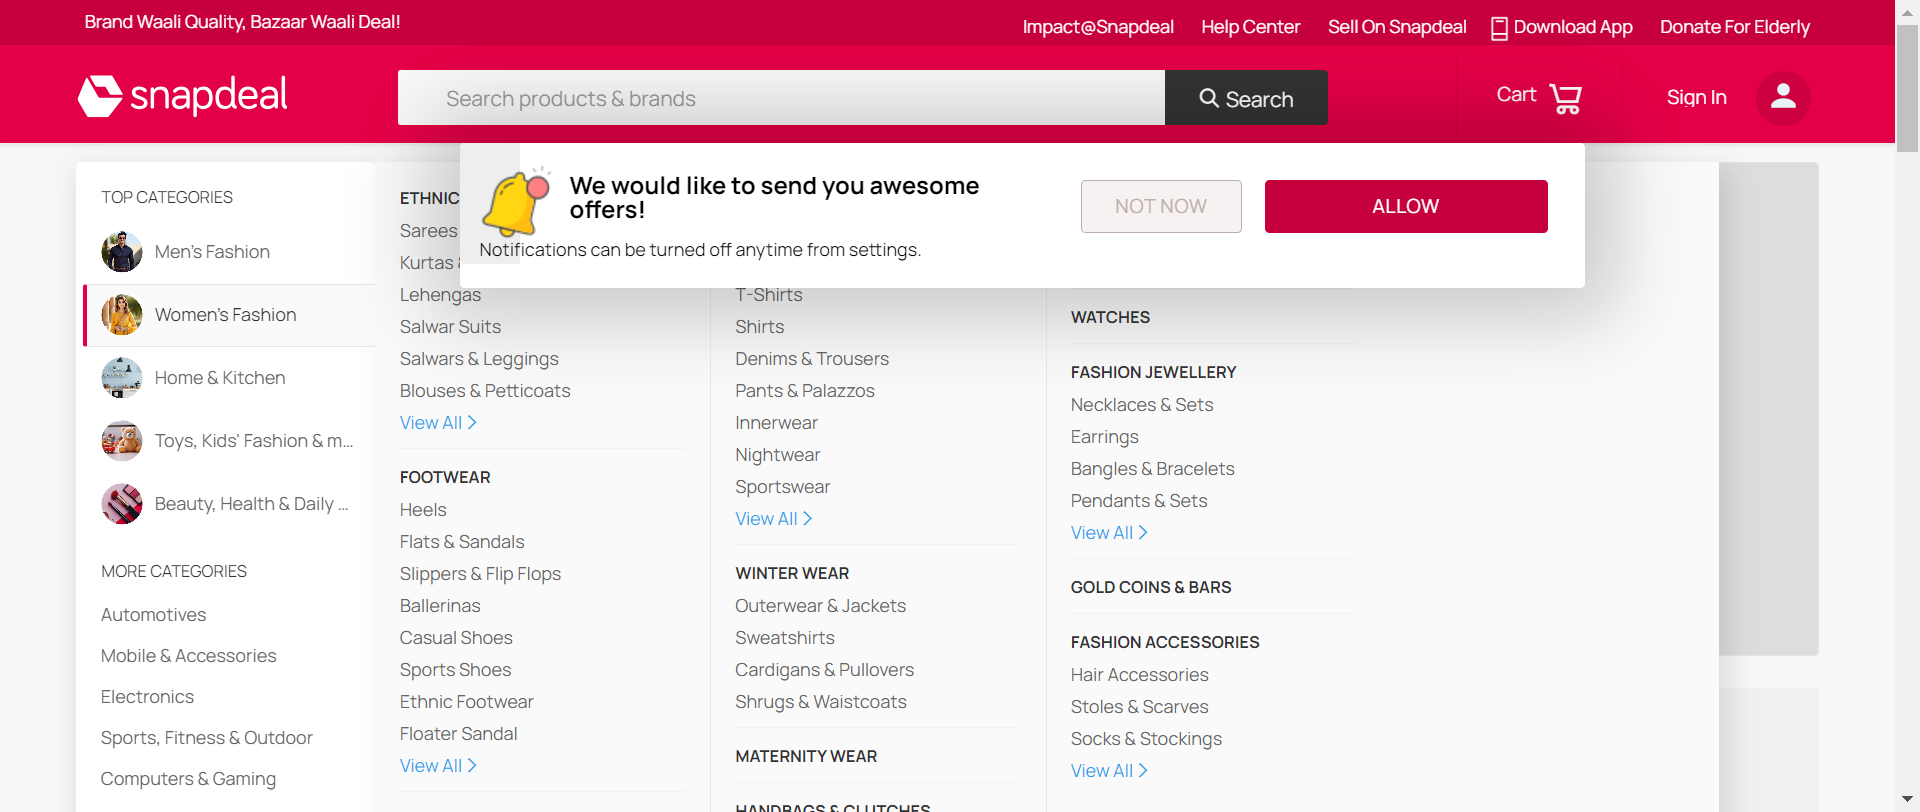 Brand Waali Quality, Bazaar Waali Deal!
Impact@Snapdeal
Help Center
Sell On Snapdeal
Download App
Donate For Elderly
snapdeal
Search products & brands
Search
Cart
Sign In
We would like to send you awesome
offers!
Notifications can be turned off anytime from settings.
NOT NOW
ALLOW
TOP CATEGORIES
Men's Fashion
Women's Fashion
Home & Kitchen
Toys, Kids' Fashion & m...
Beauty, Health & Daily ...
MORE CATEGORIES
Automotives
Mobile & Accessories
Electronics
Sports, Fitness & Outdoor
Computers & Gaming
ETHNIC
Sarees
Kurtas &
Lehengas
Salwar Suits
Salwars & Leggings
Blouses & Petticoats
View All
FOOTWEAR
Heels
Flats & Sandals
Slippers & Flip Flops
Ballerinas
Casual Shoes
Sports Shoes
Ethnic Footwear
Floater Sandal
View All
T-Shirts
Shirts
Denims & Trousers
Pants & Palazzos
Innerwear
Nightwear
Sportswear
View All
WINTER WEAR
Outerwear & Jackets
Sweatshirts
Cardigans & Pullovers
Shrugs & Waistcoats
MATERNITY WEAR
HANDBAGS & CLUTCHES
WATCHES
FASHION JEWELLERY
Necklaces & Sets
Earrings
Bangles & Bracelets
Pendants & Sets
View All
GOLD COINS & BARS
FASHION ACCESSORIES
Hair Accessories
Stoles & Scarves
Socks & Stockings
View All